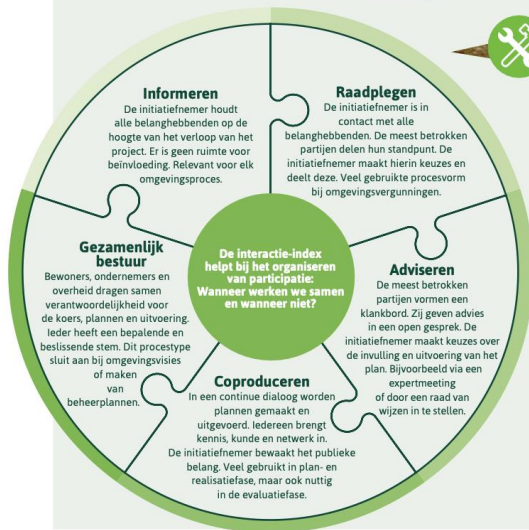 Informeren
De initiatiefnemer houdt
alle belanghebbenden op de
hoogte van het verloop van het
project. Er is geen ruimte voor
beïnvloeding. Relevant voor elk
omgevingsproces.
Raadplegen
De initiatiefnemer is in
contact met alle
belanghebbenden. De meest betrokken
partijen delen hun standpunt. De
initiatiefnemer maakt hierin keuzes en
deelt deze. Veel gebruikte procesvorm
bij omgevingsvergunningen.
Adviseren
De meest betrokken
partijen vormen een
klankbord. Zij geven advies
in een open gesprek. De
initiatiefnemer maakt keuzes over
de invulling en uitvoering van het
plan. Bijvoorbeeld via een
expertmeeting
of door een raad van
wijzen in te stellen.
Coproduceren
In een continue dialoog worden
plannen gemaakt en
uitgevoerd. Iedereen brengt
kennis, kunde en netwerk in.
De initiatiefnemer bewaakt het publieke
belang. Veel gebruikt in plan- en
realisatiefase, maar ook nuttig
in de evaluatiefase.
Gezamenlijk
bestuur
Bewoners, ondernemers en
overheid dragen samen
verantwoordelijkheid voor
de koers, plannen en uitvoering.
Ieder heeft een bepalende en
beslissende stem. Dit procestype
sluit aan bij omgevingsvisies
of maken
van
beheerplannen.
De interactie-index
helpt bij het organiseren
van participatie:
Wanneer werken we samen
en wanneer niet?